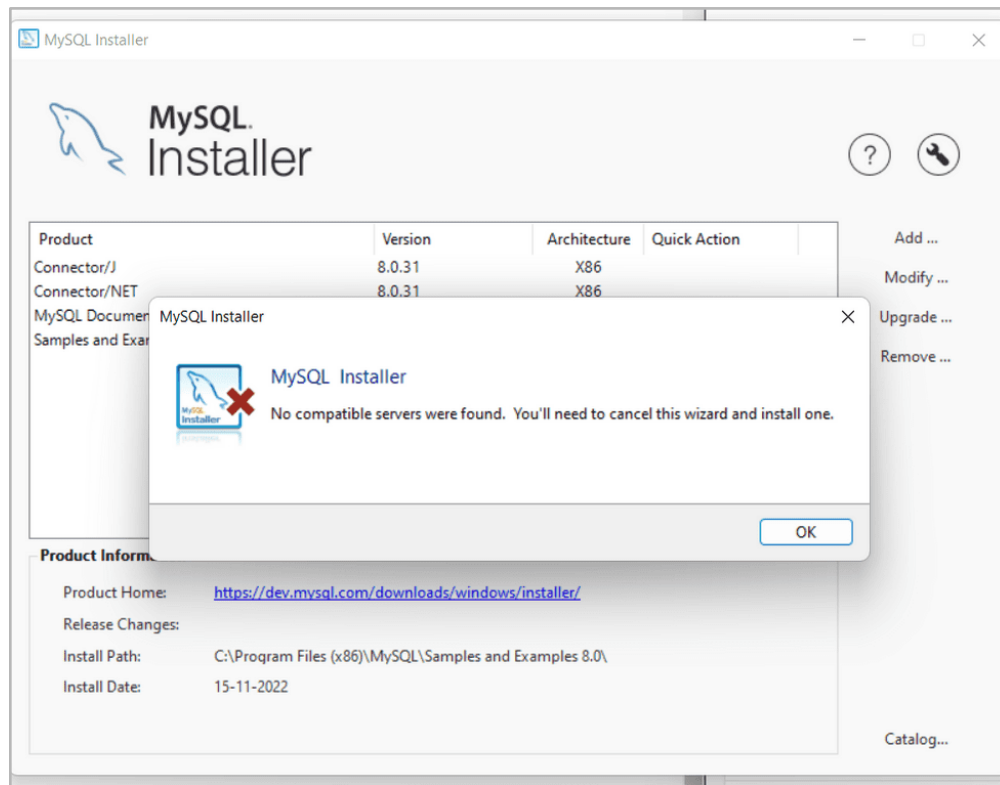 MySQL Installer
MySQL.
Installer
?
Product Version Architecture Quick Action
Connector/J 8.0.31 X86
Connector/NET 8.0.31 X86
MySQL Documen
Samples and Exar
Add ...
Modify ...
Upgrade ...
Remove ...
MySQL Installer
MySQL Installer
No compatible servers were found. You'll need to cancel this wizard and install one.
MySQL
Installer
OK
Product Inform
Product Home: https://dev.mysql.com/downloads/windows/installer/
Release Changes:
Install Path: C:\Program Files (x86)\MySQL\Samples and Examples 8.0\
Install Date: 15-11-2022
Catalog...